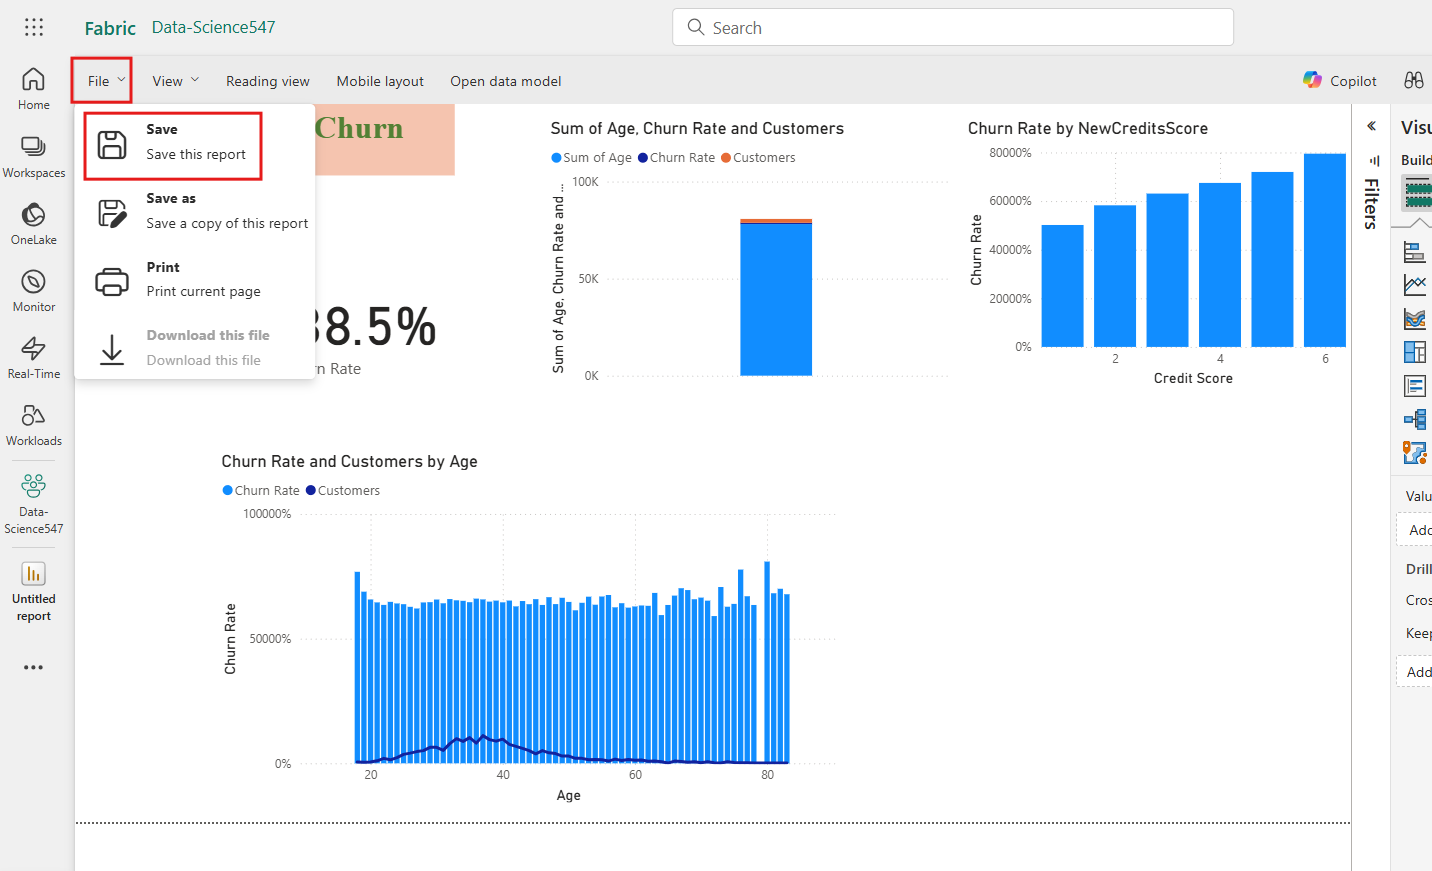 Fabric Data-Science547
Search
File View Reading view Mobile layout Open data model
Copilot
Home
Workspaces
OneLake
Monitor
Real-Time
Workloads
Data-
Science547
Untitled
report
Save
Save this report
Save as
Save a copy of this report
Print
Print current page
Download this file
Download this file
Churn
8.5%
Rate
Sum of Age, Churn Rate and Customers
Sum of Age Churn Rate Customers
Sum of Age, Churn Rate and ...
100K
50K
0K
Churn Rate by NewCreditsScore
Churn Rate
80000%
60000%
40000%
20000%
0%
2 4 6
Credit Score
Churn Rate and Customers by Age
Churn Rate Customers
Churn Rate
100000%
50000%
0%
20 40 60 80
Age
Filters
Visu
Build
Valu
Add
Drill
Cros
Keep
Add